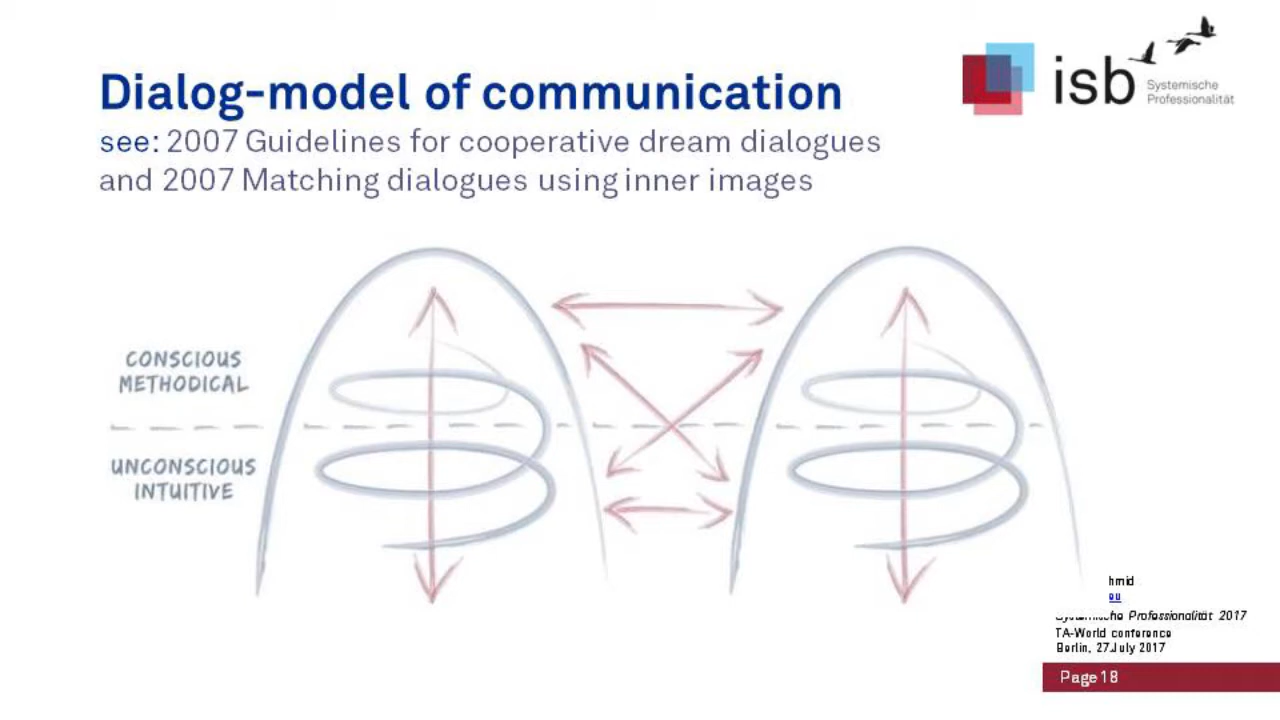 Dialog-model of communication
see: 2007 Guidelines for cooperative dream dialogues
and 2007 Matching dialogues using inner images
isb
Systemische
Professionalität
CONSCIOUS
METHODICAL
UNCONSCIOUS
INTUITIVE
hmid
eu
Professionalität 2017
TA-World conference
Berlin, 27.July 2017
Page 18